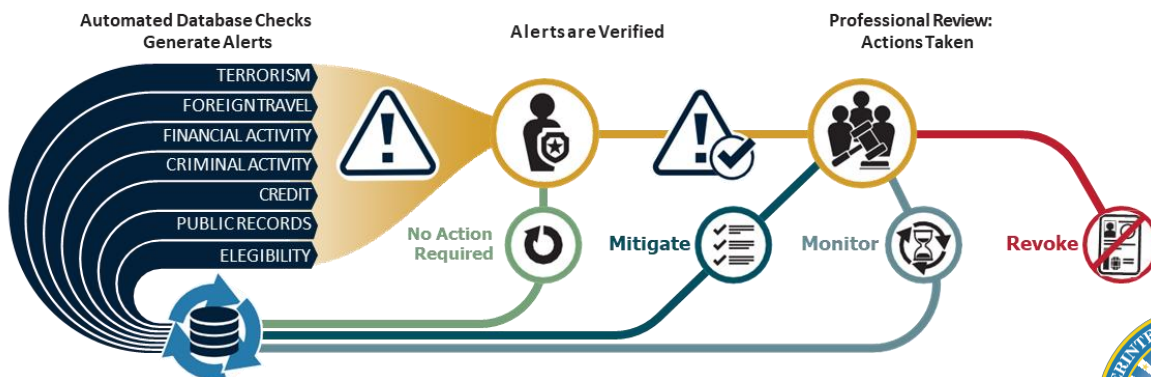 Automated Database Checks
Generate Alerts
Alerts are Verified
Professional Review:
Actions Taken
TERRORISM
FOREIGN TRAVEL
FINANCIAL ACTIVITY
CRIMINAL ACTIVITY
CREDIT
PUBLIC RECORDS
ELEGIBILITY
No Action
Required
Mitigate
Monitor
Revoke